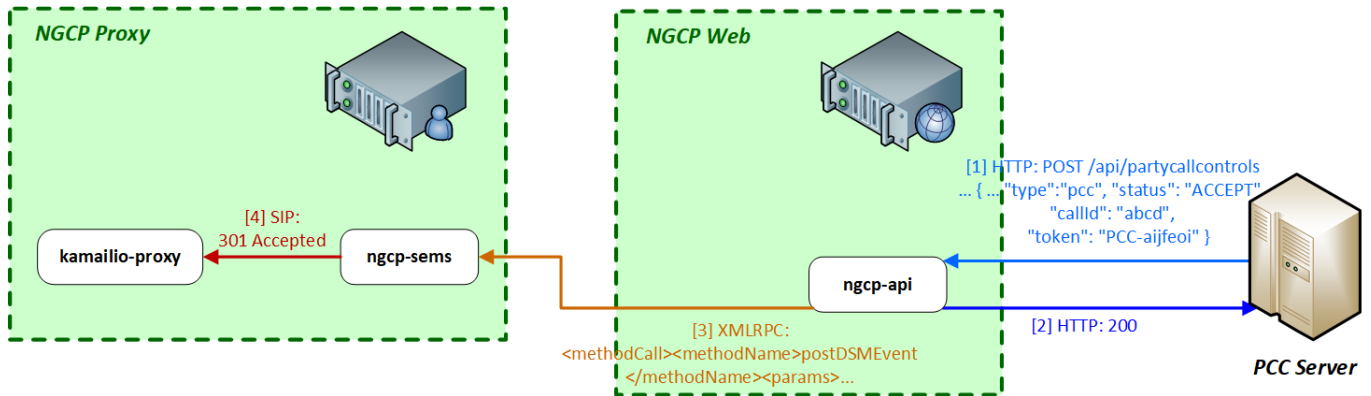 NGCP Proxy
NGCP Web
[1] HTTP: POST /api/partycallcontrols
... { ... "type":"pcc", "status": "ACCEPT"
"callId": "abcd",
"token": "PCC-aijfeoi" }
[4] SIP:
301 Accepted
kamailio-proxy
ngcp-sems
ngcp-api
[2] HTTP: 200
[3] XMLRPC:
<methodCall><methodName>postDSMEvent
</methodName><params>...
PCC Server